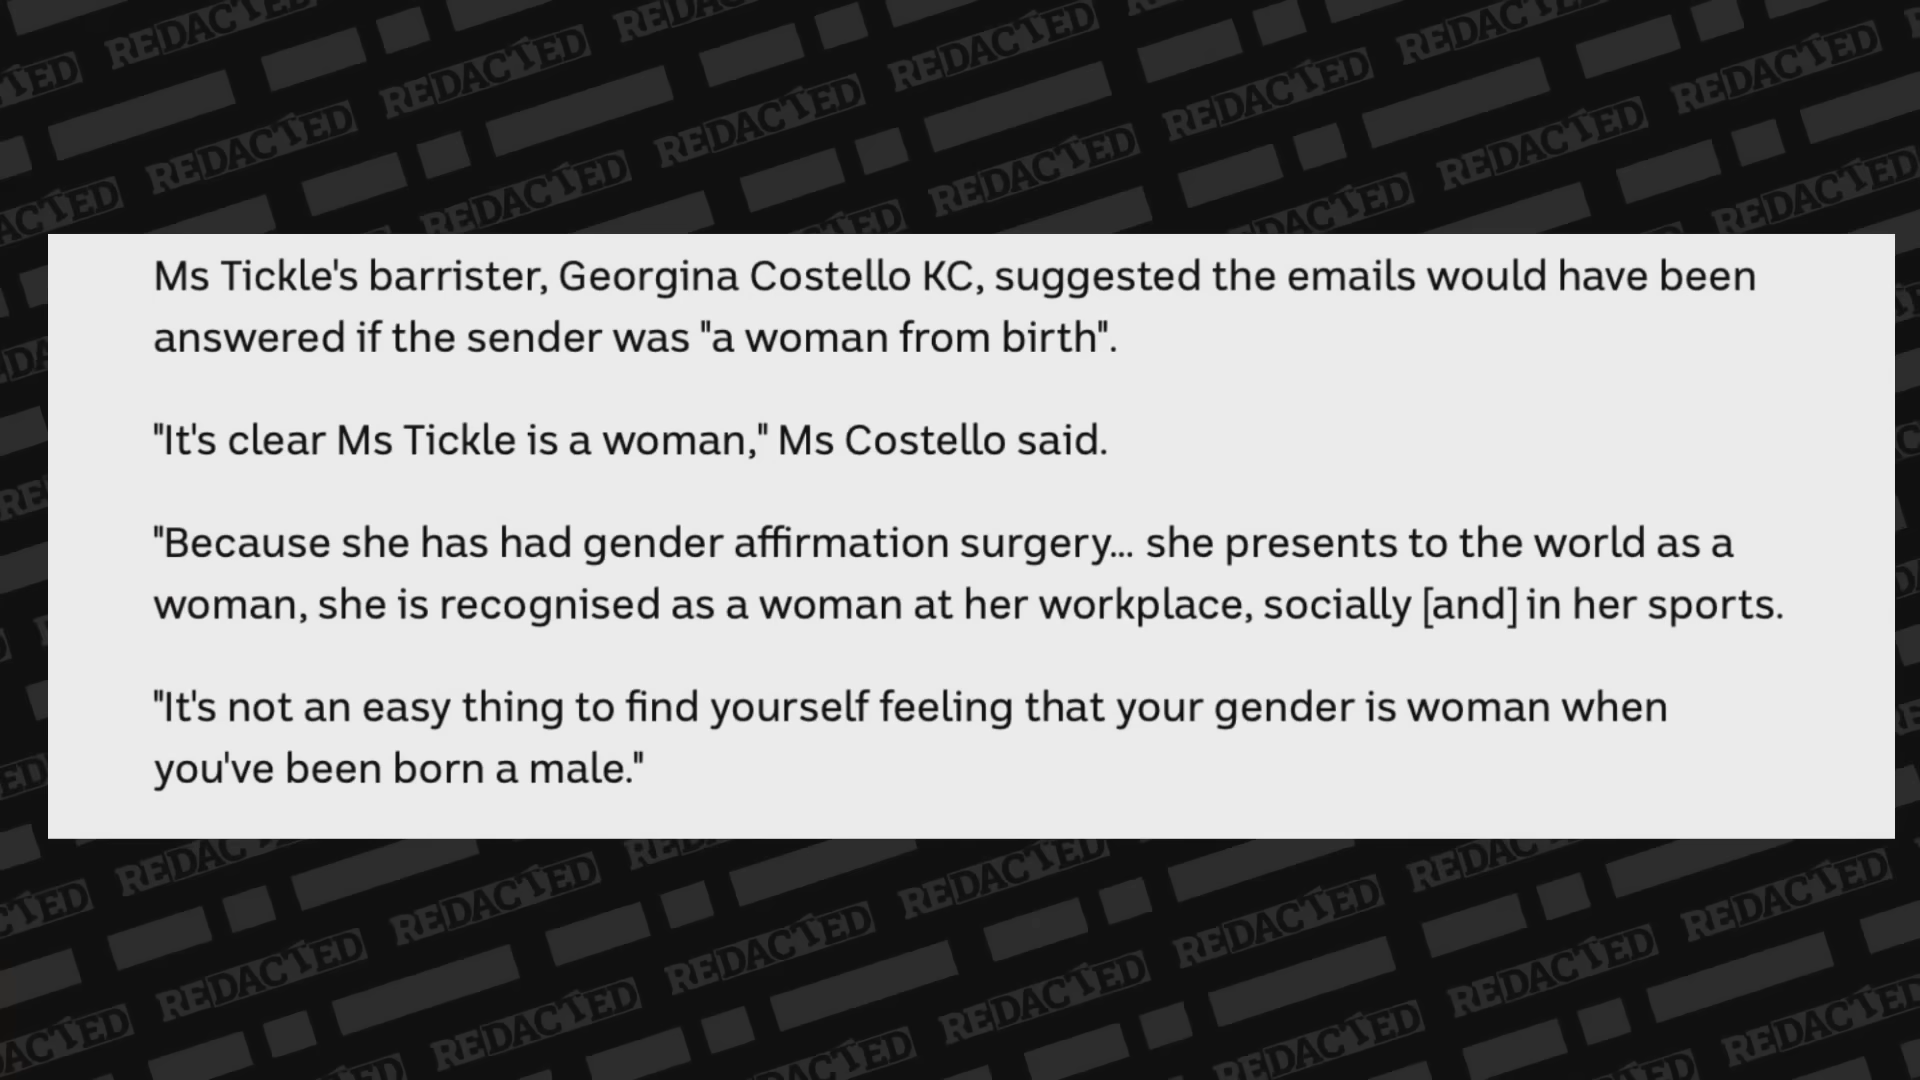 Ms Tickle's barrister, Georgina Costello KC, suggested the emails would have been
answered if the sender was "a woman from birth".
"It's clear Ms Tickle is a woman," Ms Costello said.
"Because she has had gender affirmation surgery... she presents to the world as a
woman, she is recognised as a woman at her workplace, socially [and] in her sports.
"It's not an easy thing to find yourself feeling that your gender is woman when
you've been born a male."
REDACTED